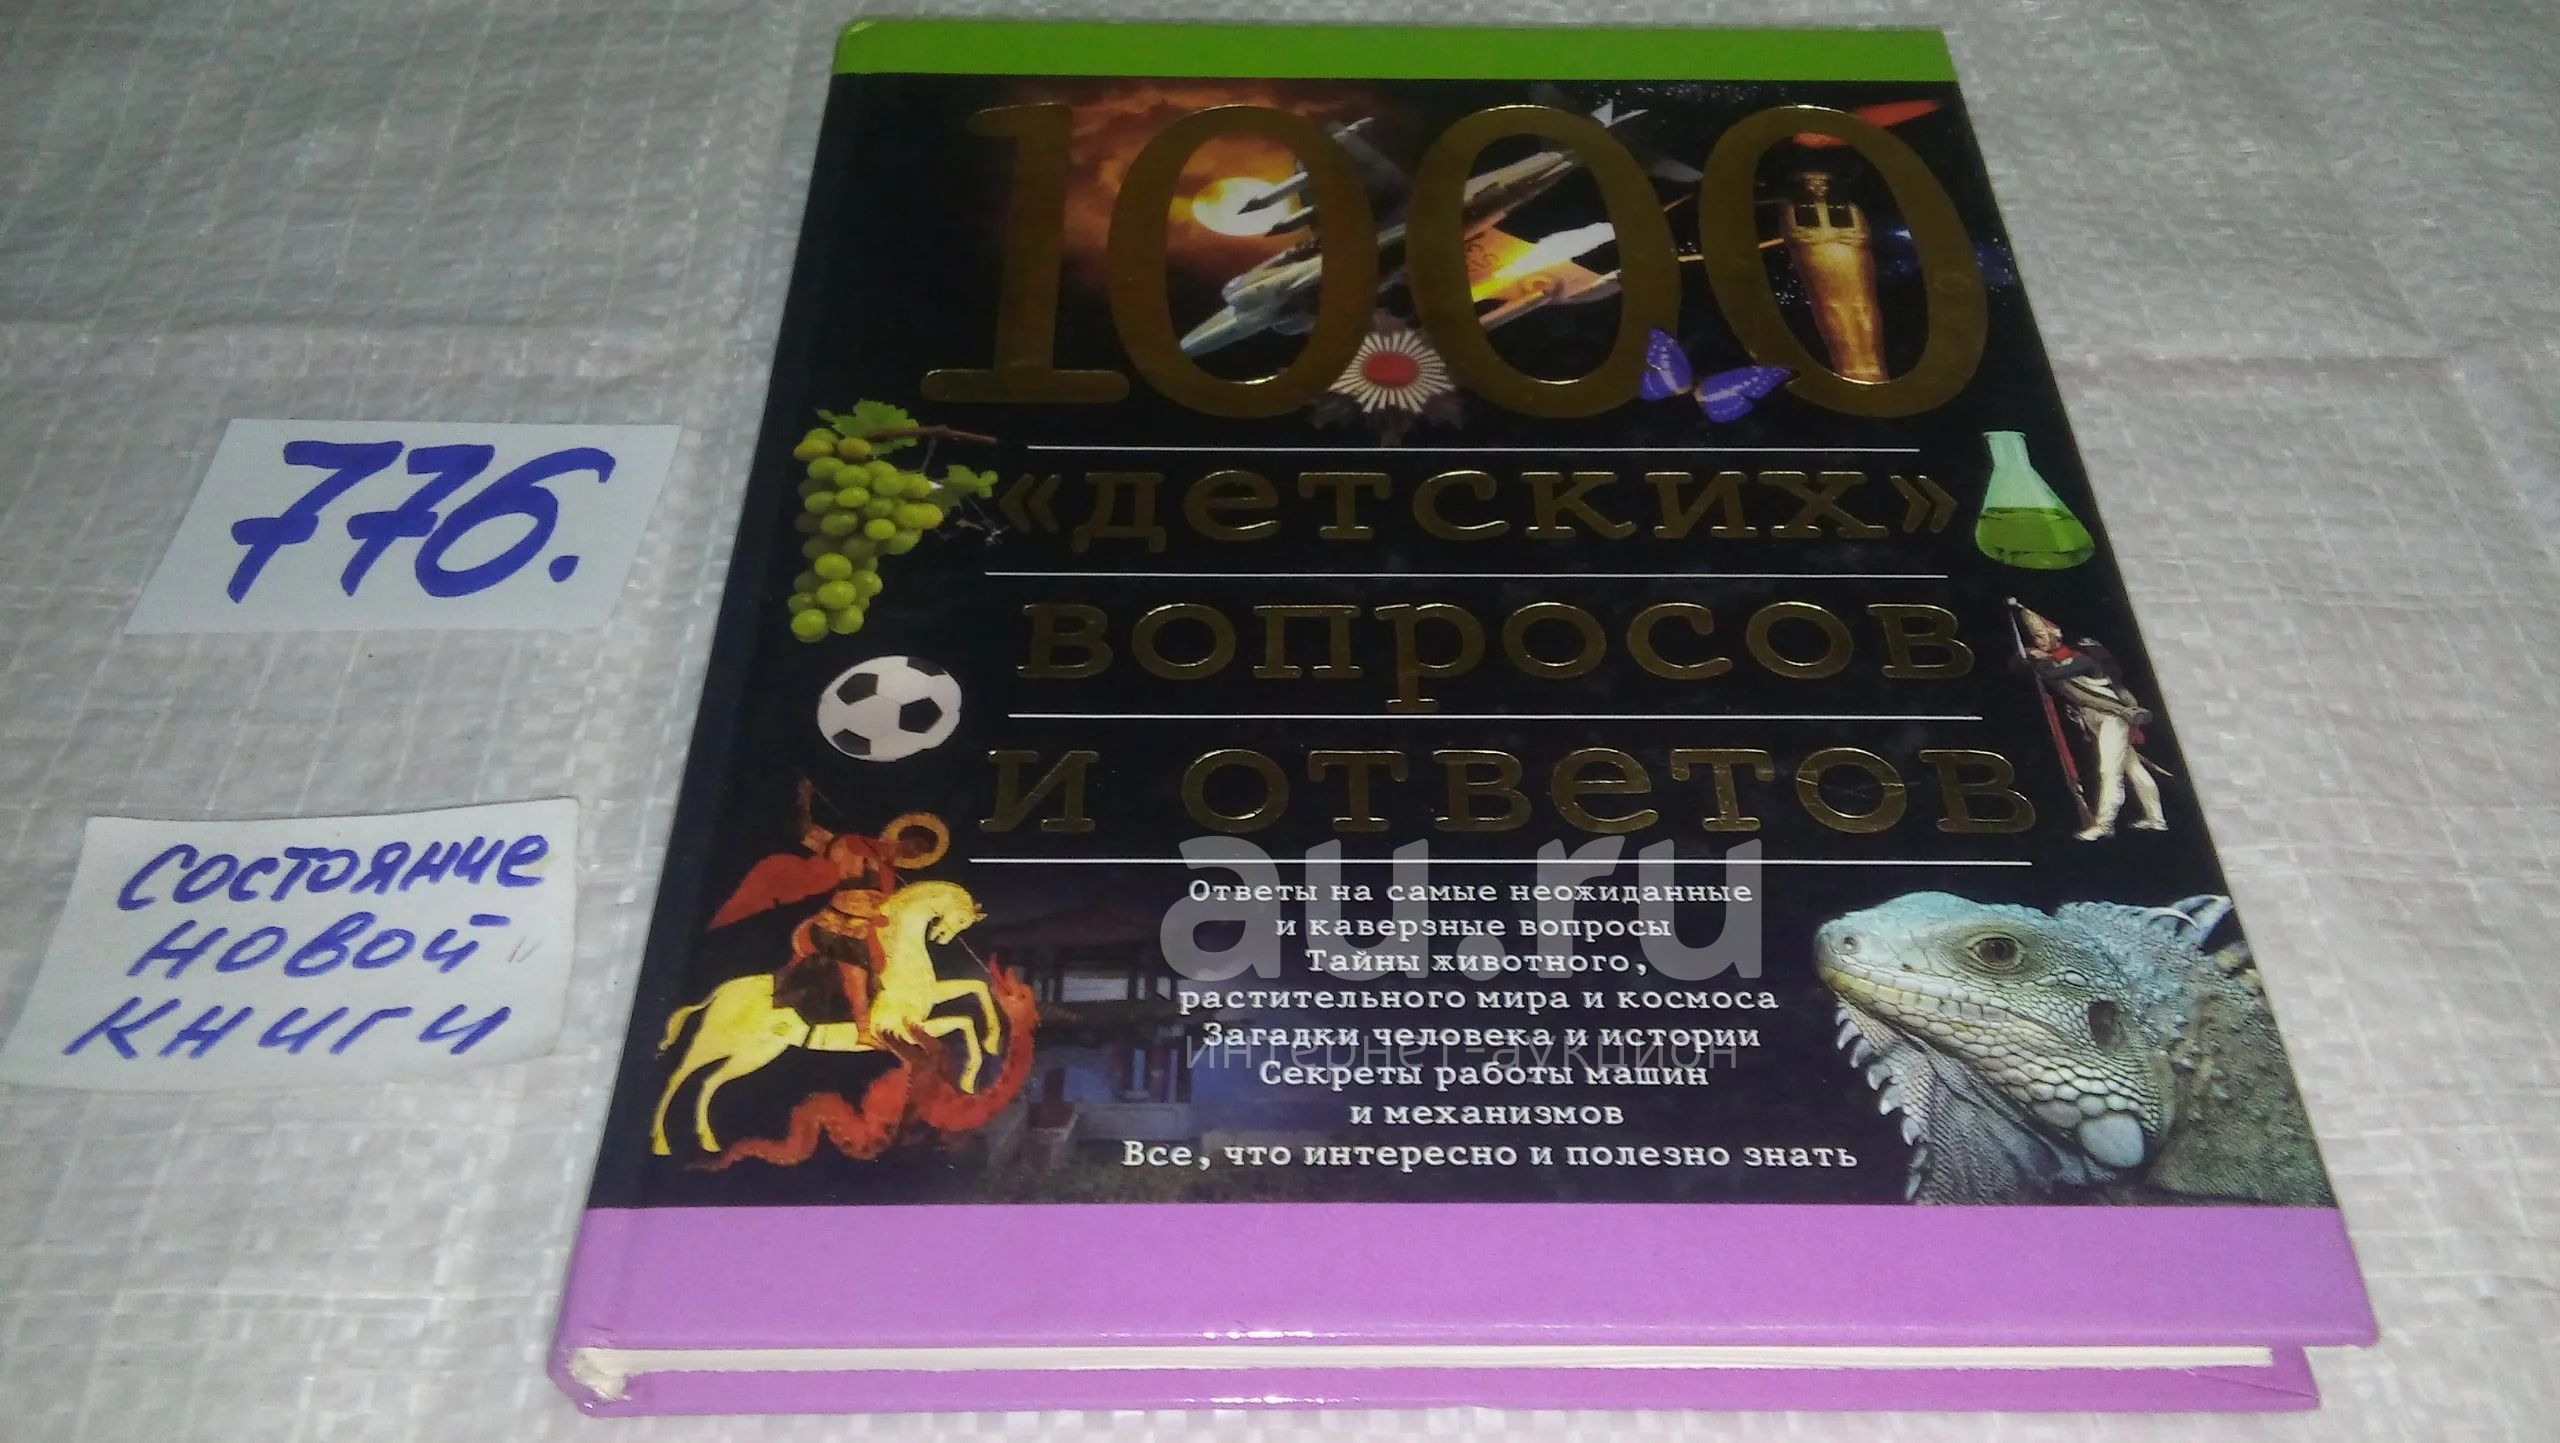 776.
состояние
новой
книги
1000
«детских»
вопросов
и ответов
Ответы на самые неожиданные
и каверзные вопросы
Тайны животного,
растительного мира и космоса
Загадки человека и истории
Секреты работы машин
и механизмов
Все, что интересно и полезно знать
au.ru
интернет-аукцион